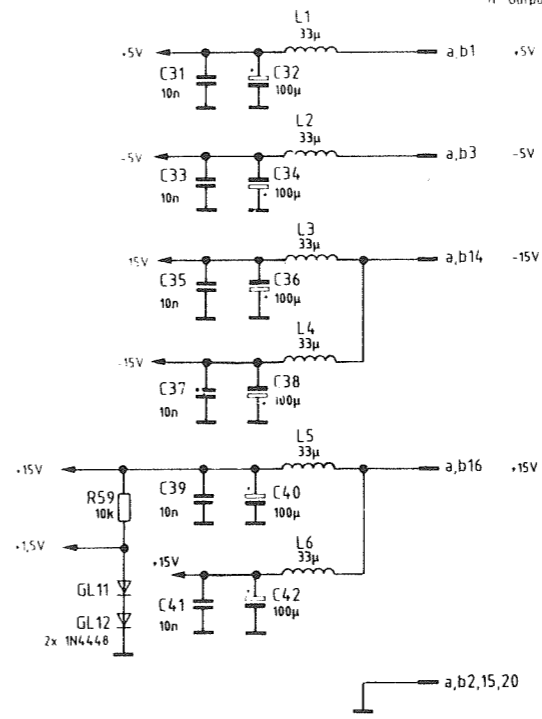 L1
33µ
+5V
a,b1
+5V
C31
10n
C32
100µ
L2
33µ
-5V
a,b3
-5V
C33
10n
C34
100µ
L3
33µ
15V
a,b14
-15V
C35
10n
C36
100µ
L4
33µ
-15V
C37
10n
C38
100µ
L5
33µ
+15V
a,b16
+15V
R59
10k
C39
10n
C40
100µ
L6
33µ
+1,5V
+15V
GL11
C41
10n
C42
100µ
GL12
2x 1N4448
a,b2,15,20